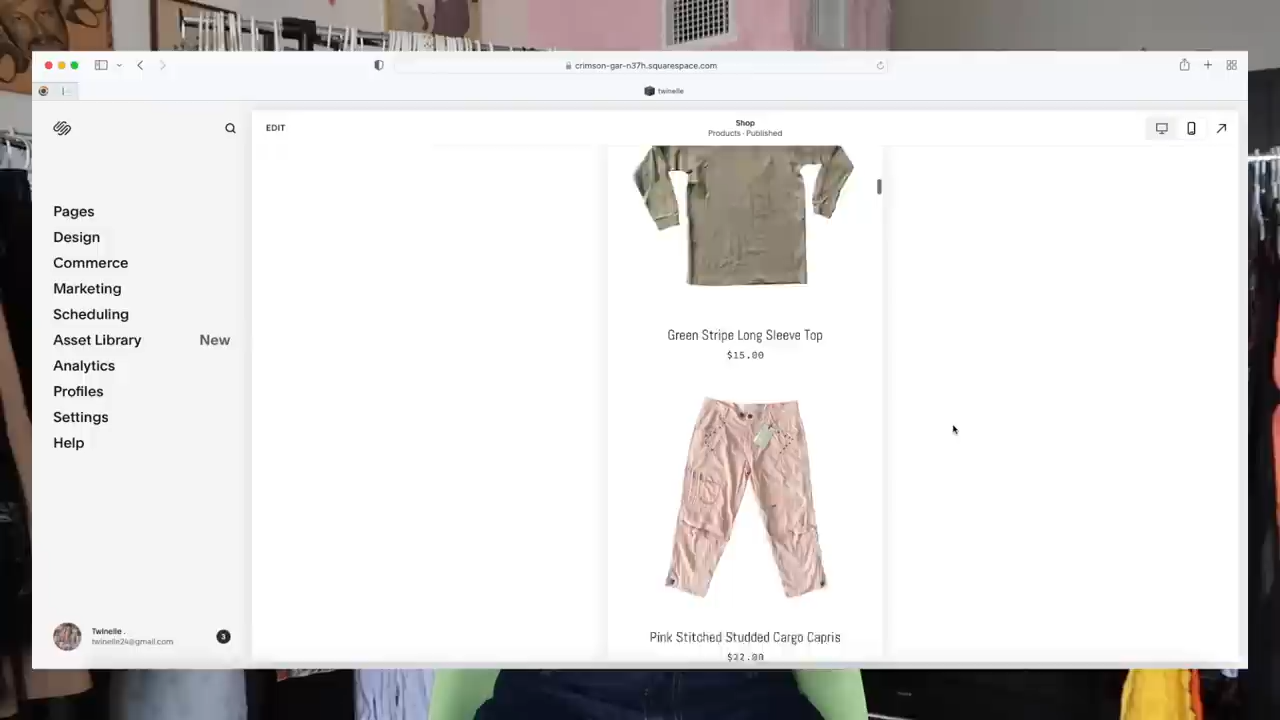 crimson-gar-n37h.squarespace.com
twinelle
EDIT
Shop
Products · Published
Pages
Design
Commerce
Marketing
Scheduling
Asset Library New
Analytics
Profiles
Settings
Help
Green Stripe Long Sleeve Top
$15.00
Pink Stitched Studded Cargo Capris
$22.00
Twinelle .
twinelle24@gmail.com
3